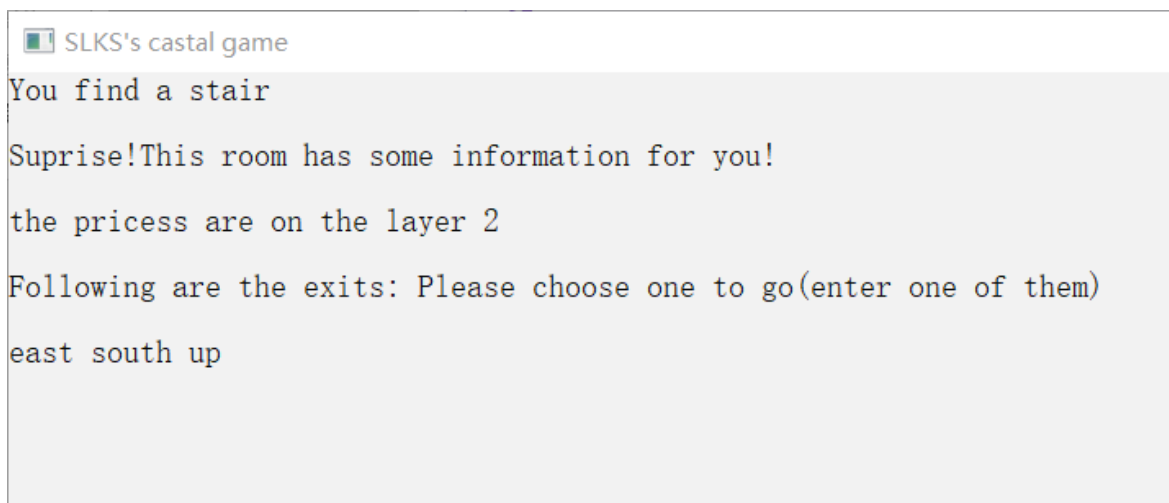 SLKS's castal game
You find a stair
Suprise!This room has some information for you!
the pricess are on the layer 2
Following are the exits: Please choose one to go(enter one of them)
east south up